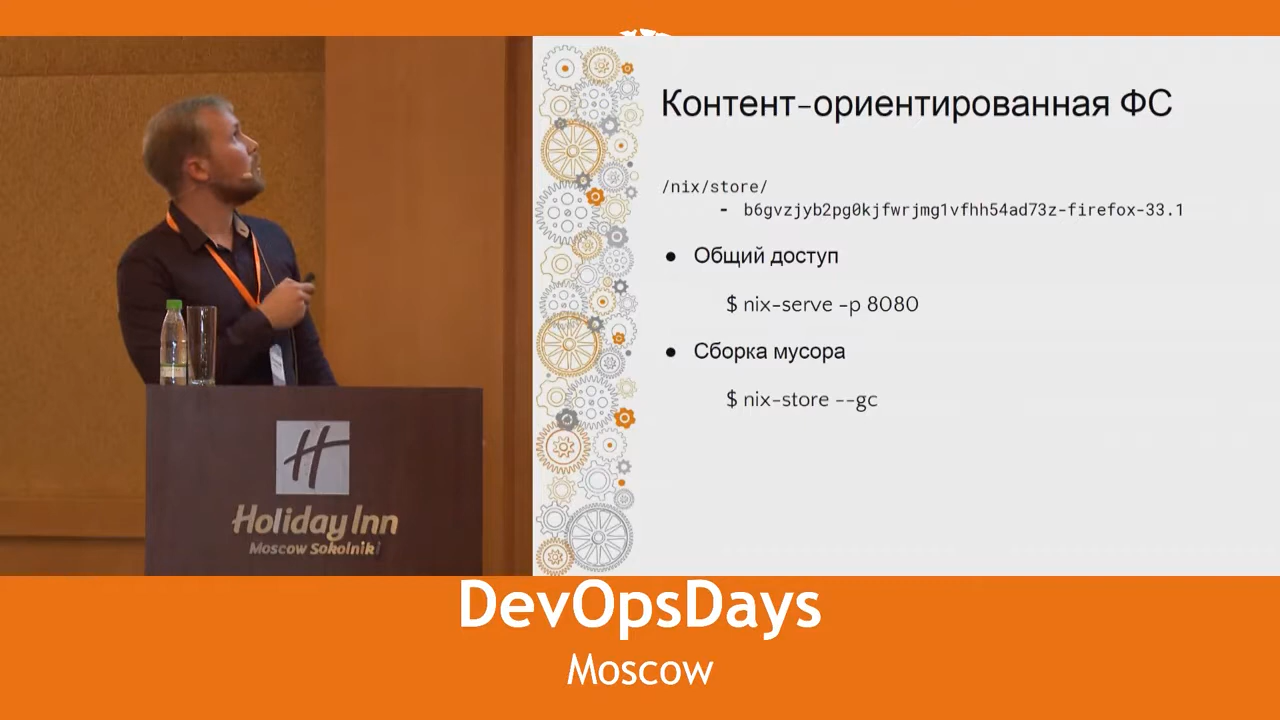 Контент-ориентированная ФС
/nix/store/
- b6gvzjyb2pg0kjfwrjmg1vfhh54ad73z-firefox-33.1
● Общий доступ
$ nix-serve -p 8080
● Сборка мусора
$ nix-store --gc
H
Holiday Inn
Moscow Sokolniki
DevOpsDays
Moscow